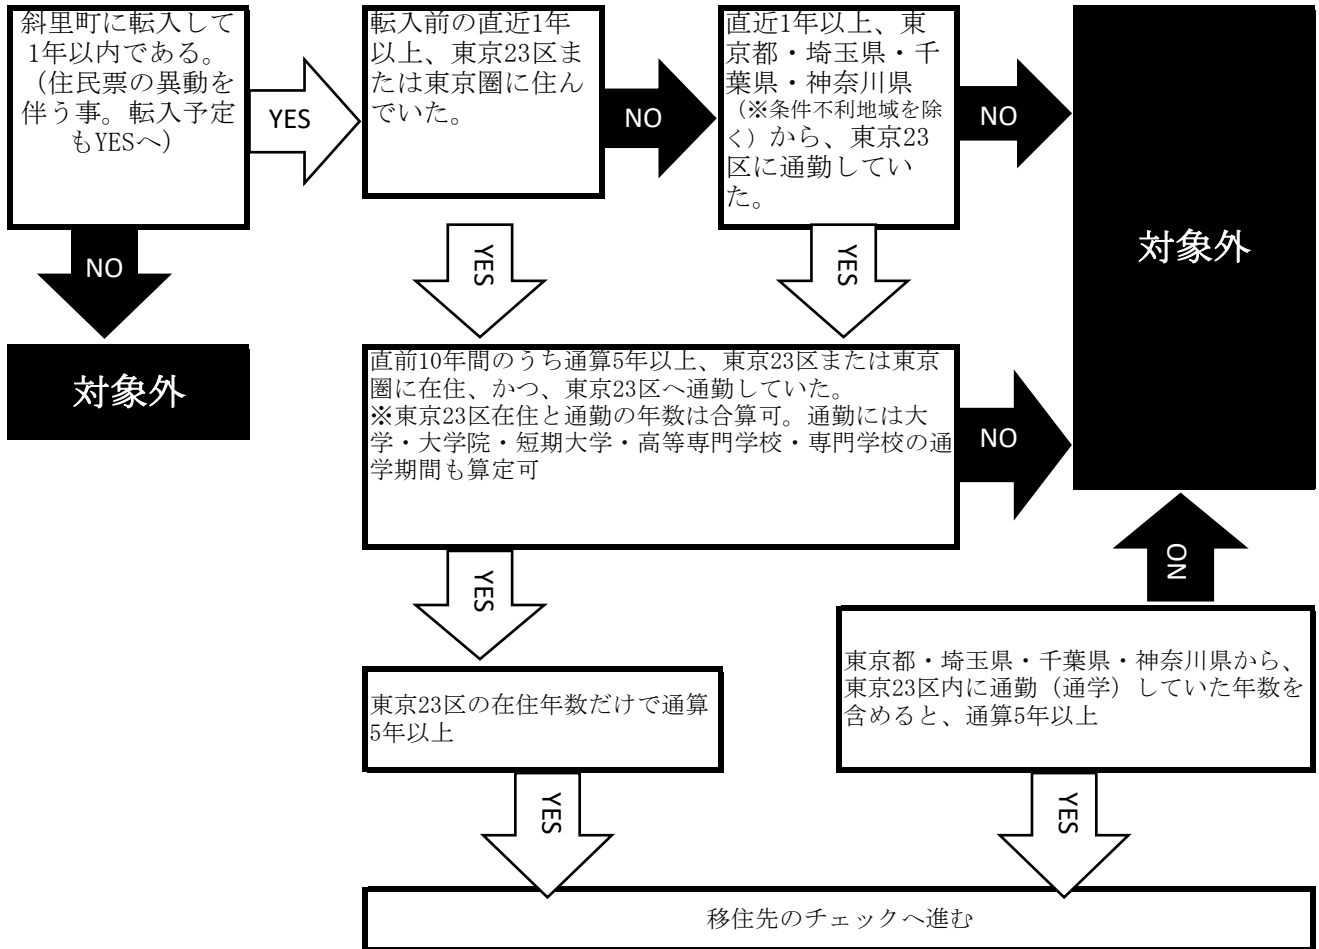 斜里町に転入して
1年以内である。
（住民票の異動を
伴う事。転入予定
もYESへ）
YES
転入前の直近1年
以上、東京23区ま
たは東京圏に住ん
でいた。
NO
直近1年以上、東
京都・埼玉県・千
葉県・神奈川県
（※条件不利地域を除
く）から、東京23
区に通勤してい
た。
NO
対象外
NO
対象外
YES
YES
直前10年間のうち通算5年以上、東京23区または東京
圏に在住、かつ、東京23区へ通勤していた。
※東京23区在住と通勤の年数は合算可。通勤には大
学・大学院・短期大学・高等専門学校・専門学校の通
学期間も算定可
NO
YES
NO
東京23区の在住年数だけで通算
5年以上
東京都・埼玉県・千葉県・神奈川県から、
東京23区内に通勤（通学）していた年数を
含めると、通算5年以上
YES
YES
移住先のチェックへ進む